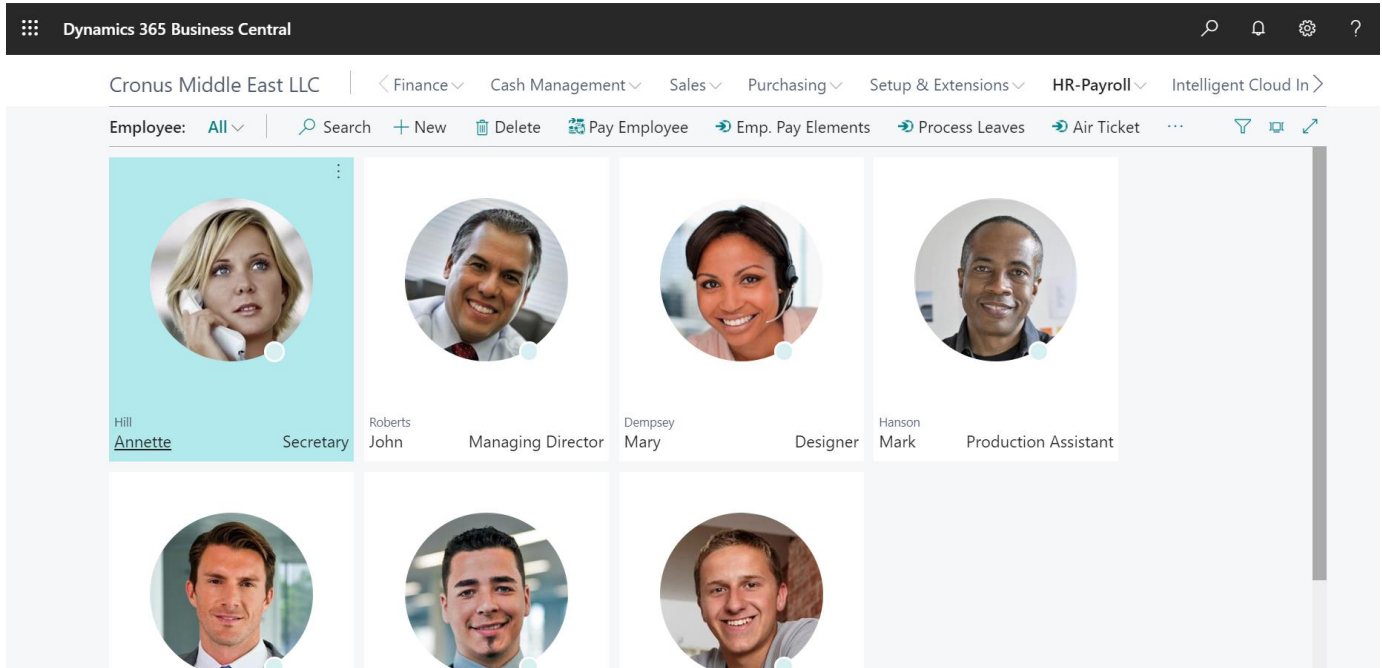 Dynamics 365 Business Central
?
Cronus Middle East LLC
Finance Cash Management Sales Purchasing Setup & Extensions HR-Payroll Intelligent Cloud In
Employee: All Search New Delete Pay Employee Emp. Pay Elements Process Leaves Air Ticket ...
Hill
Annette Secretary
Roberts
John Managing Director
Dempsey
Mary Designer
Hanson
Mark Production Assistant